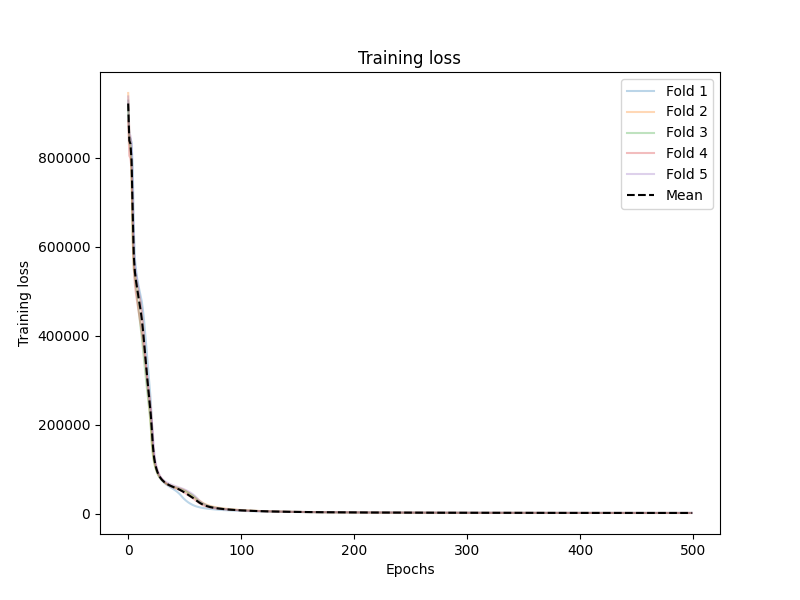 Training loss
Fold 1
Fold 2
Fold 3
Fold 4
Fold 5
Mean
800000
600000
400000
200000
0
Training loss
0 100 200 300 400 500
Epochs